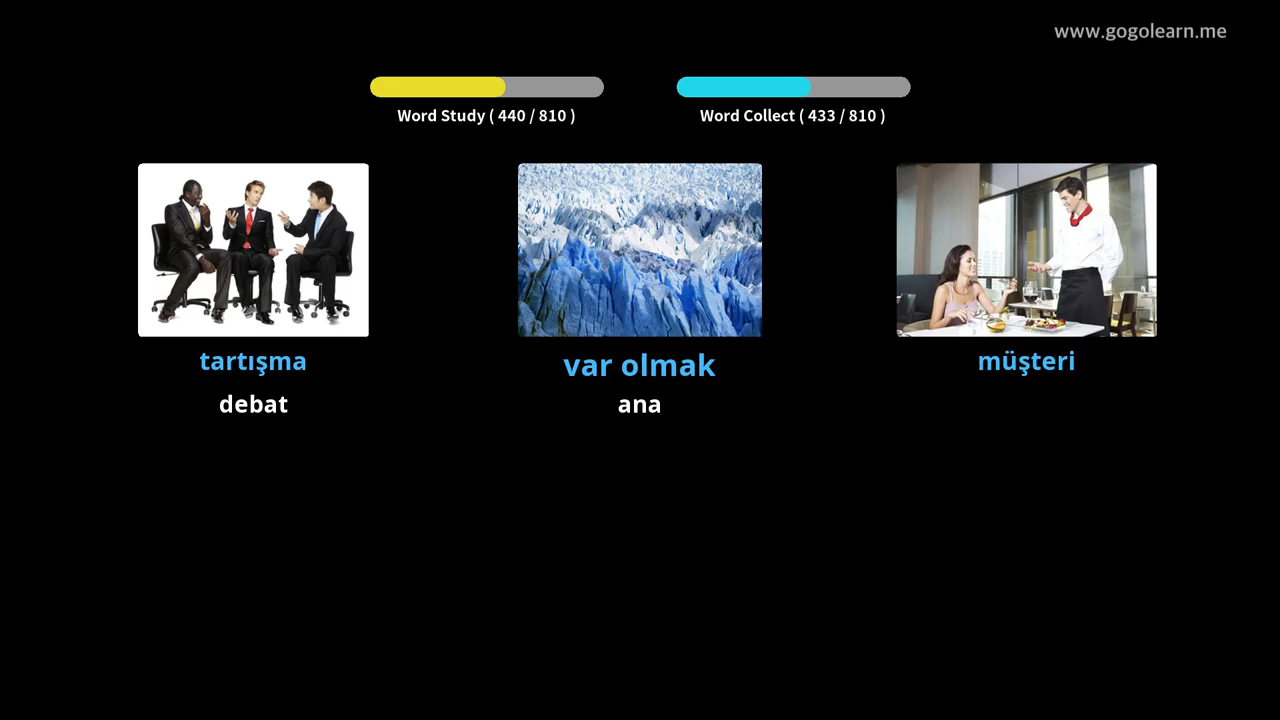 www.gogolearn.me
Word Study ( 440 / 810 )
Word Collect ( 433 / 810 )
tartışma
var olmak
müşteri
debat
ana